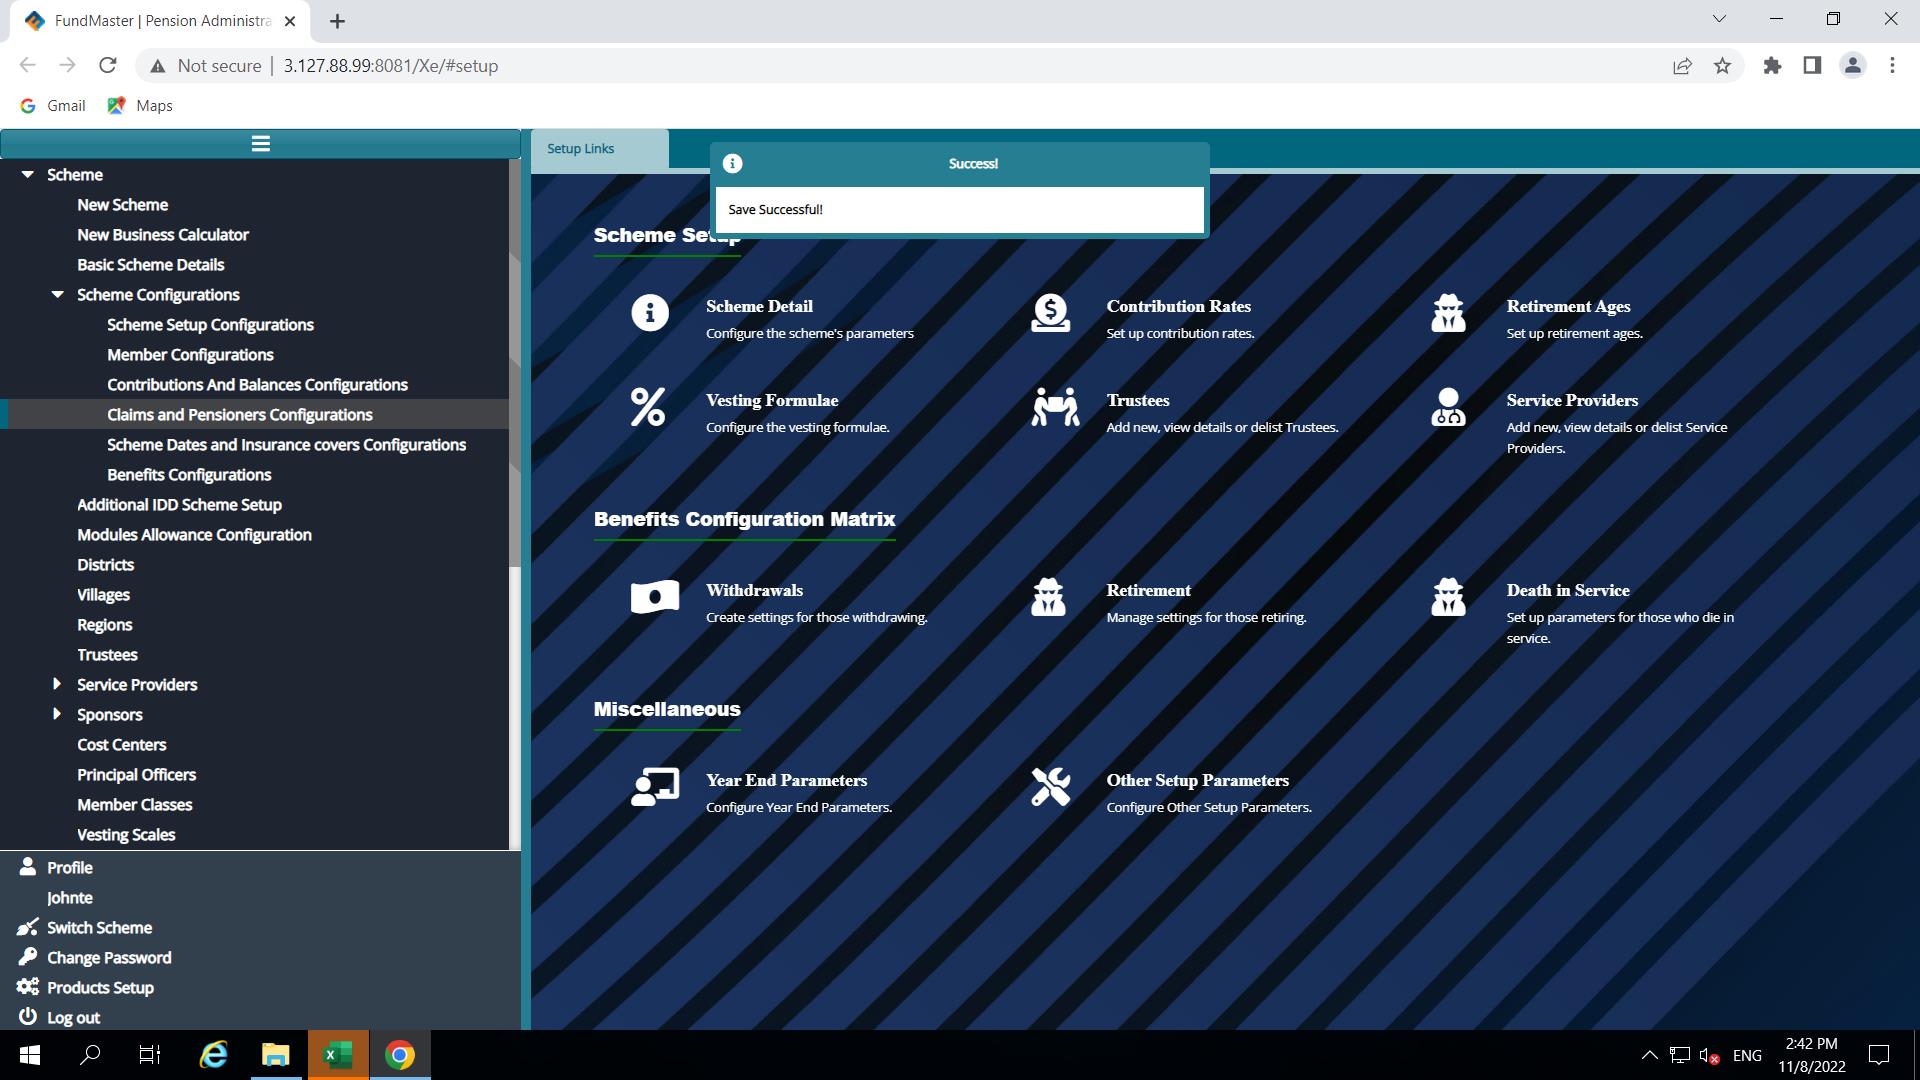 FundMaster | Pension Administra
Not secure | 3.127.88.99:8081/Xe/#setup
Gmail
Maps
Scheme
New Scheme
New Business Calculator
Basic Scheme Details
Scheme Configurations
Scheme Setup Configurations
Member Configurations
Contributions And Balances Configurations
Claims and Pensioners Configurations
Scheme Dates and Insurance covers Configurations
Benefits Configurations
Additional IDD Scheme Setup
Modules Allowance Configuration
Districts
Villages
Regions
Trustees
Service Providers
Sponsors
Cost Centers
Principal Officers
Member Classes
Vesting Scales
Profile
Johnte
Switch Scheme
Change Password
Products Setup
Log out
Setup Links
Success!
Save Successful!
Scheme Setup
Scheme Detail
Configure the scheme's parameters
Contribution Rates
Set up contribution rates.
Retirement Ages
Set up retirement ages.
Vesting Formulae
Configure the vesting formulae.
Trustees
Add new, view details or delist Trustees.
Service Providers
Add new, view details or delist Service
Providers.
Benefits Configuration Matrix
Withdrawals
Create settings for those withdrawing.
Retirement
Manage settings for those retiring.
Death in Service
Set up parameters for those who die in
service.
Miscellaneous
Year End Parameters
Configure Year End Parameters.
Other Setup Parameters
Configure Other Setup Parameters.
ENG
2:42 PM
11/8/2022